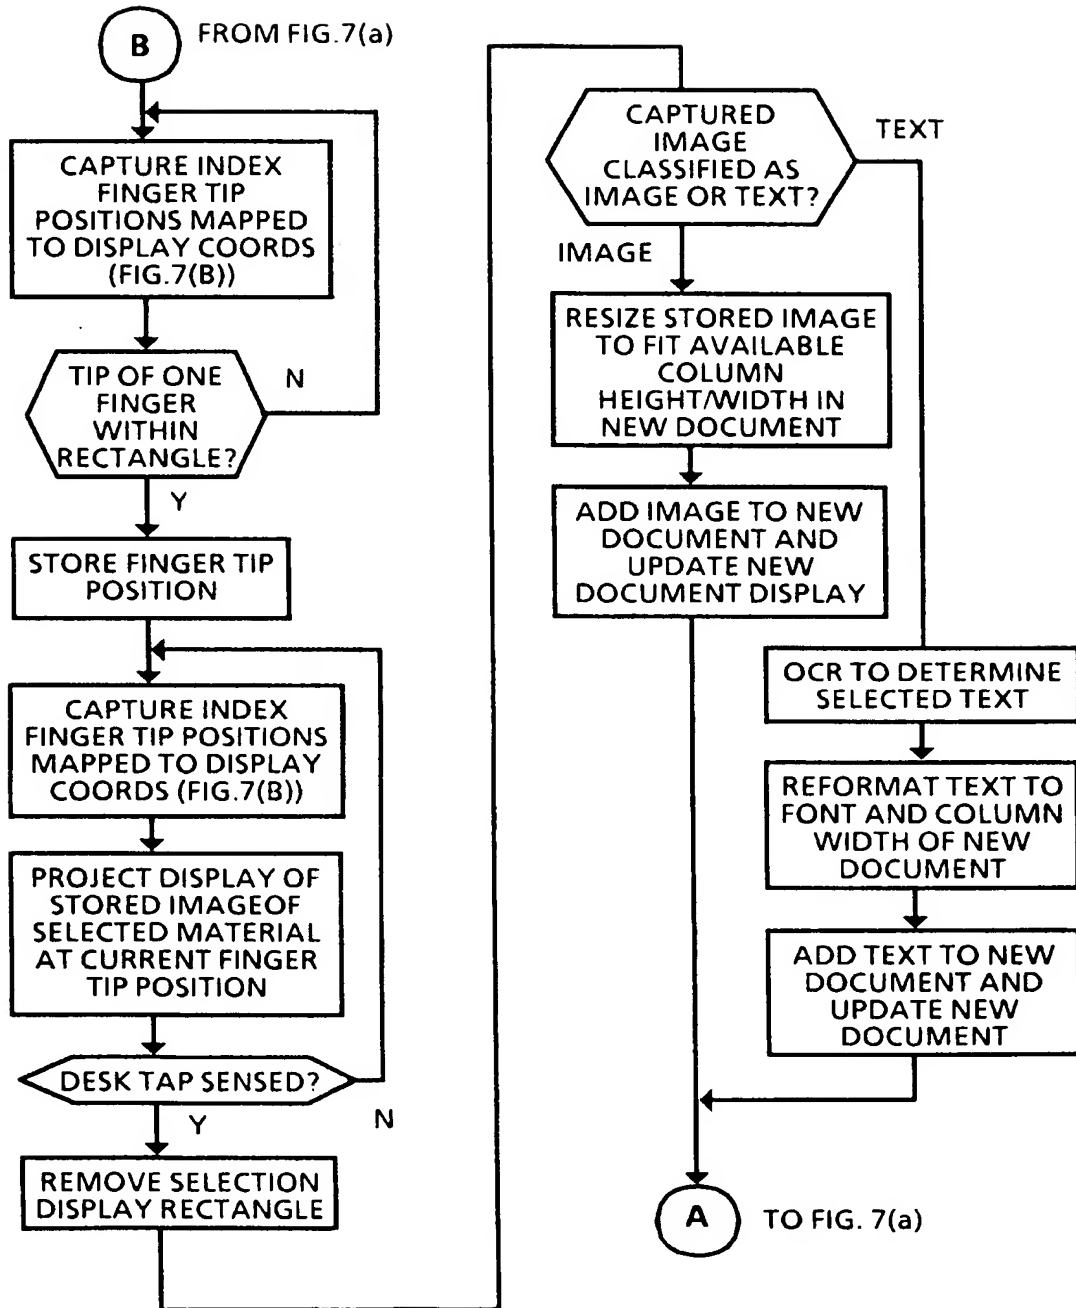 B
FROM FIG.7(a)
CAPTURE INDEX
FINGER TIP
POSITIONS MAPPED
TO DISPLAY COORDS
(FIG.7(B))
TIP OF ONE
FINGER
WITHIN
RECTANGLE?
N
Y
STORE FINGER TIP
POSITION
CAPTURE INDEX
FINGER TIP POSITIONS
MAPPED TO DISPLAY
COORDS (FIG.7(B))
PROJECT DISPLAY OF
STORED IMAGEOF
SELECTED MATERIAL
AT CURRENT FINGER
TIP POSITION
DESK TAP SENSED?
Y
N
REMOVE SELECTION
DISPLAY RECTANGLE
CAPTURED
IMAGE
CLASSIFIED AS
IMAGE OR TEXT?
TEXT
IMAGE
RESIZE STORED IMAGE
TO FIT AVAILABLE
COLUMN
HEIGHT/WIDTH IN
NEW DOCUMENT
ADD IMAGE TO NEW
DOCUMENT AND
UPDATE NEW
DOCUMENT DISPLAY
OCR TO DETERMINE
SELECTED TEXT
REFORMAT TEXT TO
FONT AND COLUMN
WIDTH OF NEW
DOCUMENT
ADD TEXT TO NEW
DOCUMENT AND
UPDATE NEW
DOCUMENT
A
TO FIG. 7(a)